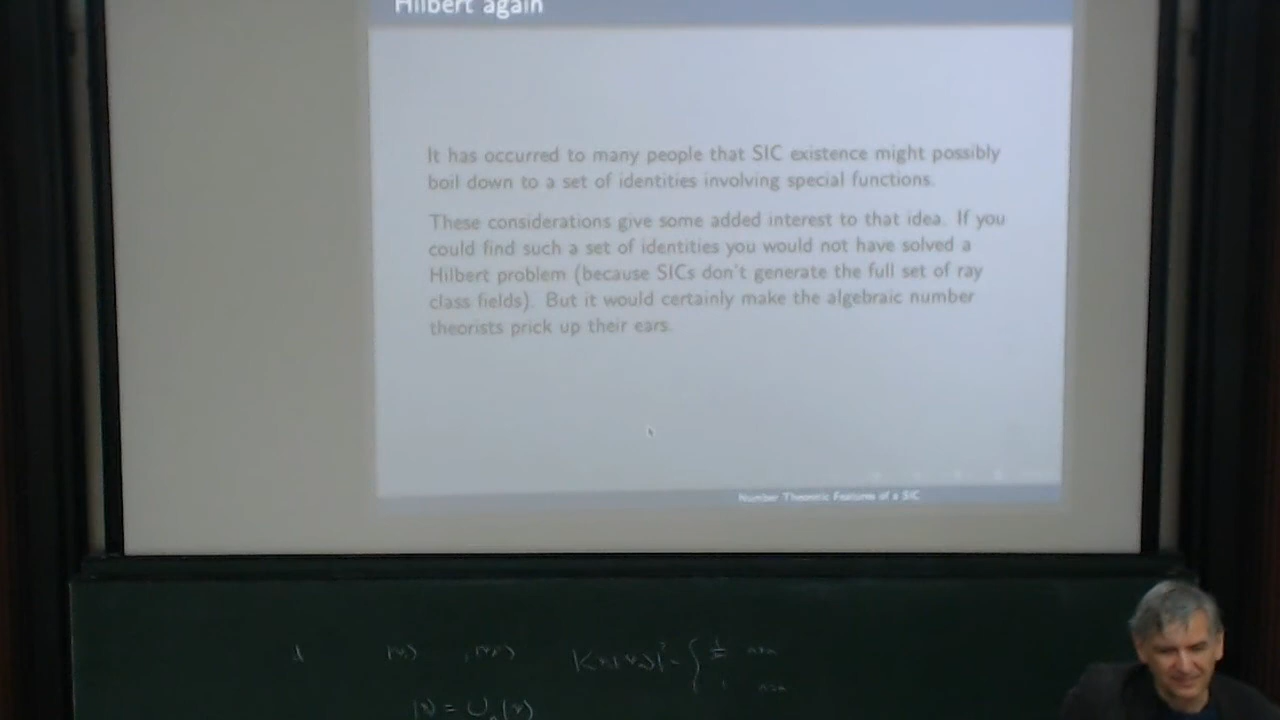 Hilbert again
It has occurred to many people that SIC existence might possibly
boil down to a set of identities involving special functions.
These considerations give some added interest to that idea. If you
could find such a set of identities you would not have solved a
Hilbert problem (because SICs don't generate the full set of ray
class fields). But it would certainly make the algebraic number
theorists prick up their ears.
Number Theoretic Features of a SIC